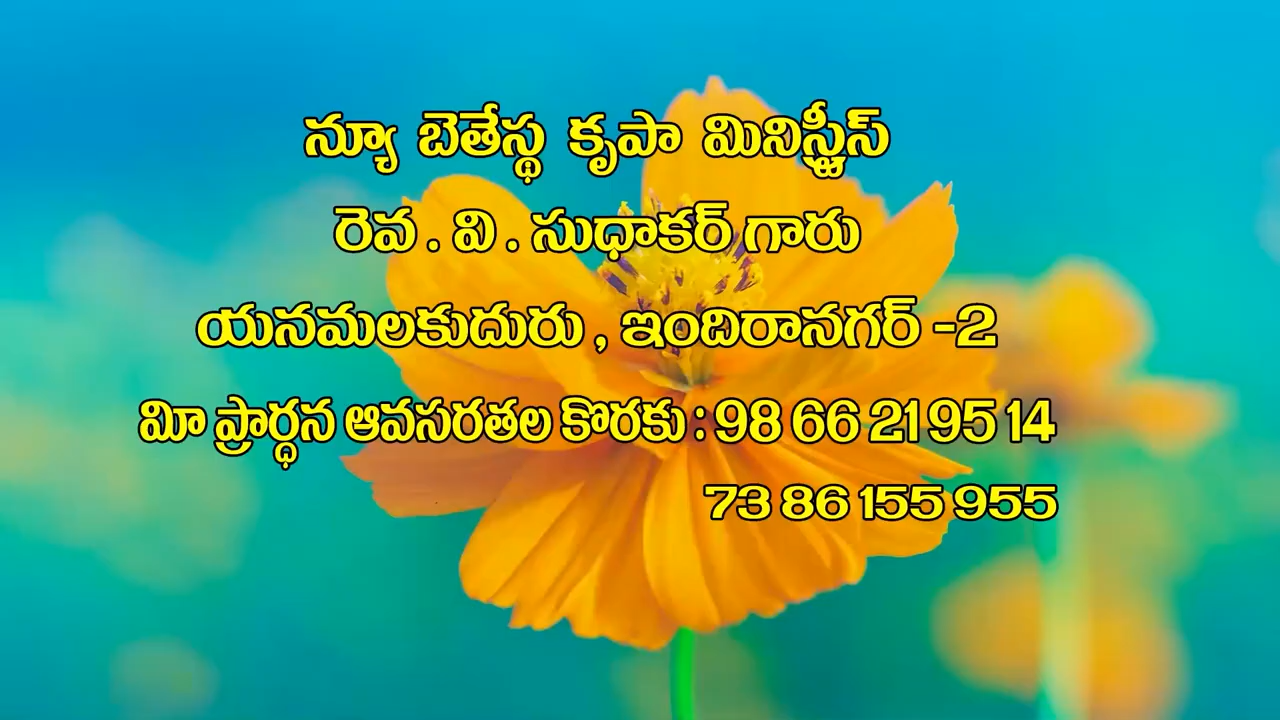 న్యూ బెతేస్థ కృపా మినిస్ట్రీస్
రెవ . వి . సుధాకర్ గారు
యనమలకుదురు , ఇందిరానగర్ -2
మీ ప్రార్ధన ఆవసరతల కొరకు : 98 66 21 95 14
73 86 155 955